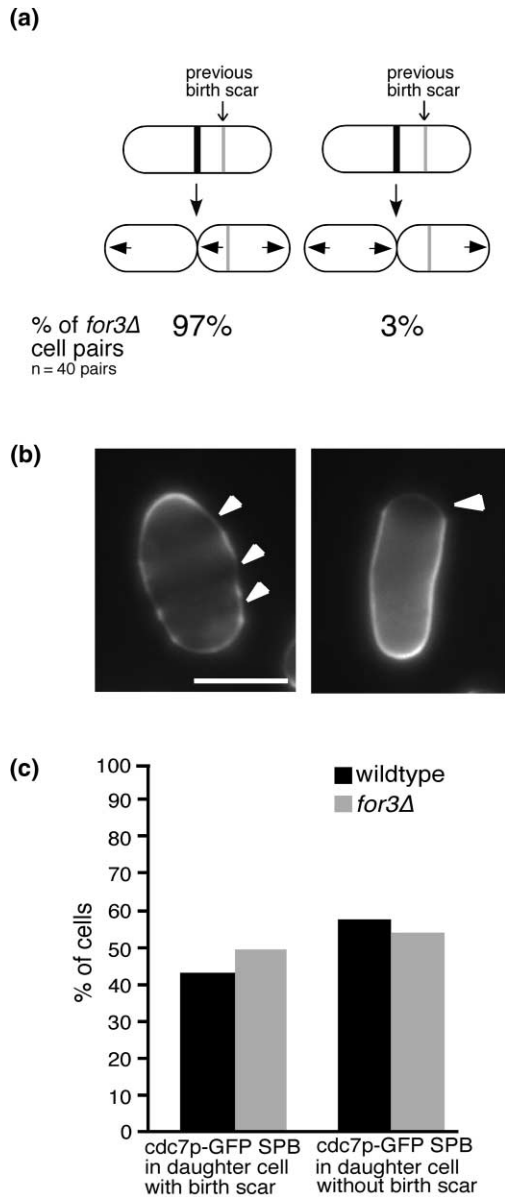 (a)
previous
birth scar
previous
birth scar
% of for3Δ
cell pairs
n = 40 pairs
97%
3%
(b)
(c)
% of cells
100
90
80
70
60
50
40
30
20
10
0
wildtype
for3Δ
cdc7p-GFP SPB
in daughter cell
with birth scar
cdc7p-GFP SPB
in daughter cell
without birth scar